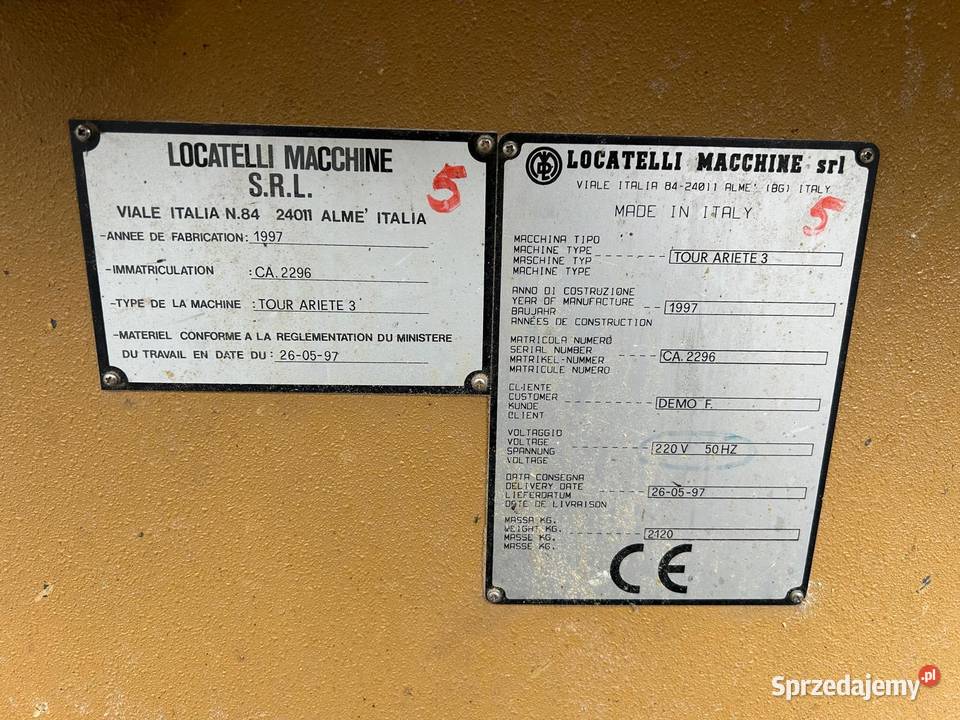 LOCATELLI MACCHINE
S.R.L.
5
VIALE ITALIA N.84 24011 ALME' ITALIA
-ANNEE DE FABRICATION: 1997
-IMMATRICULATION : CA.2296
-TYPE DE LA MACHINE : TOUR ARIETE 3
-MATERIEL CONFORME A LA REGLEMENTATION DU MINISTERE
DU TRAVAIL EN DATE DU: 26-05-97
LOCATELLI MACCHINE srl
VIALE ITALIA 84-24011 ALME' (BG) ITALY
MADE IN ITALY
5
MACCHINA TIPO
MACHINE TYPE
MASCHINE TYP
MACHINE TYPE
TOUR ARIETE 3
ANNO DI COSTRUZIONE
YEAR OF MANUFACTURE
BAUJAHR
ANNÉES DE CONSTRUCTION
1997
MATRICOLA NUMERO
SERIAL NUMBER
MATRIKEL-NUMMER
MATRICULE NUMERO
CA.2296
CLIENTE
CUSTOMER
KUNDE
CLIENT
DEMO F.
VOLTAGGIO
VOLTAGE
SPANNUNG
VOLTAGE
220 V 50 HZ
DATA CONSEGNA
DELIVERY DATE
LIEFERDATUM
DATE DE LIVRAISON
26-05-97
MASSA KG.
WEIGHT KG.
MASSE KG.
MASSE KG.
2120
CE
Sprzedajemy.pl